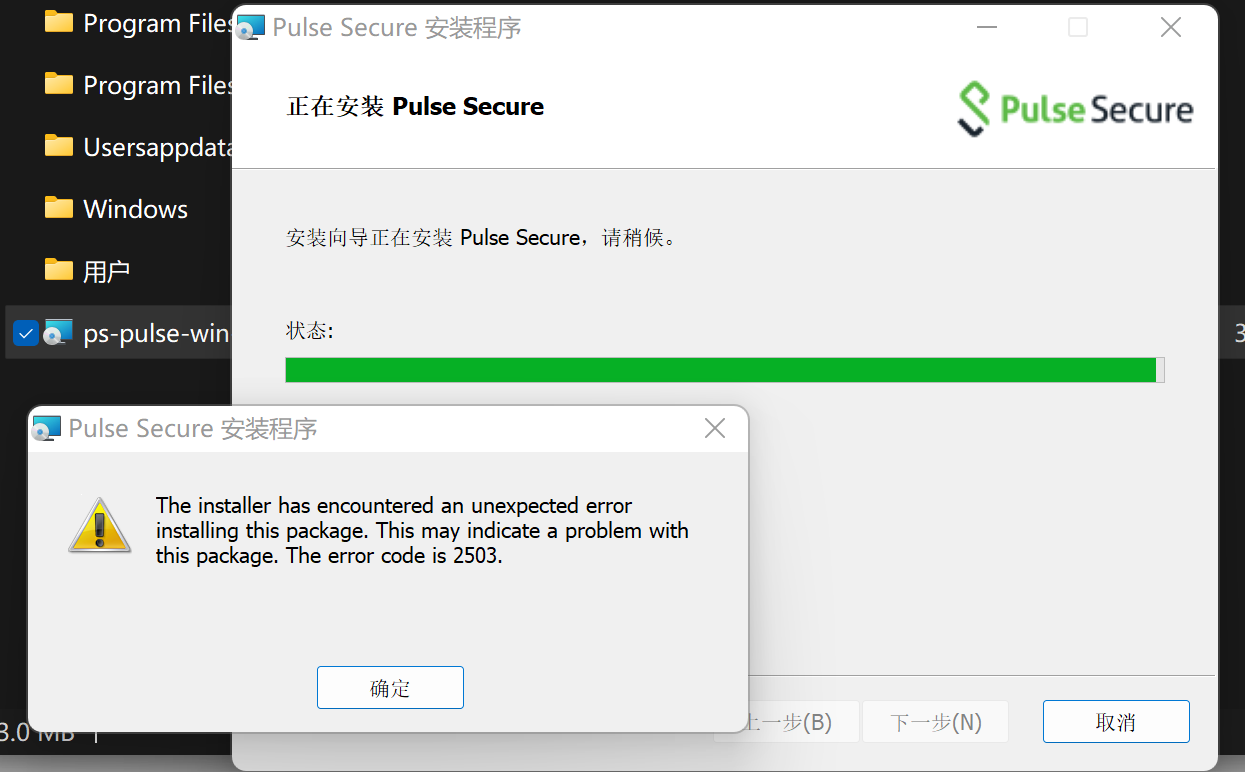 Program Files
Program Files
Usersappdata
Windows
用户
ps-pulse-win
Pulse Secure 安装程序
正在安装 Pulse Secure
Pulse Secure
安装向导正在安装 Pulse Secure，请稍候。
状态:
3
Pulse Secure 安装程序
The installer has encountered an unexpected error
installing this package. This may indicate a problem with
this package. The error code is 2503.
确定
3.0 MB
上一步(B)
下一步(N)
取消